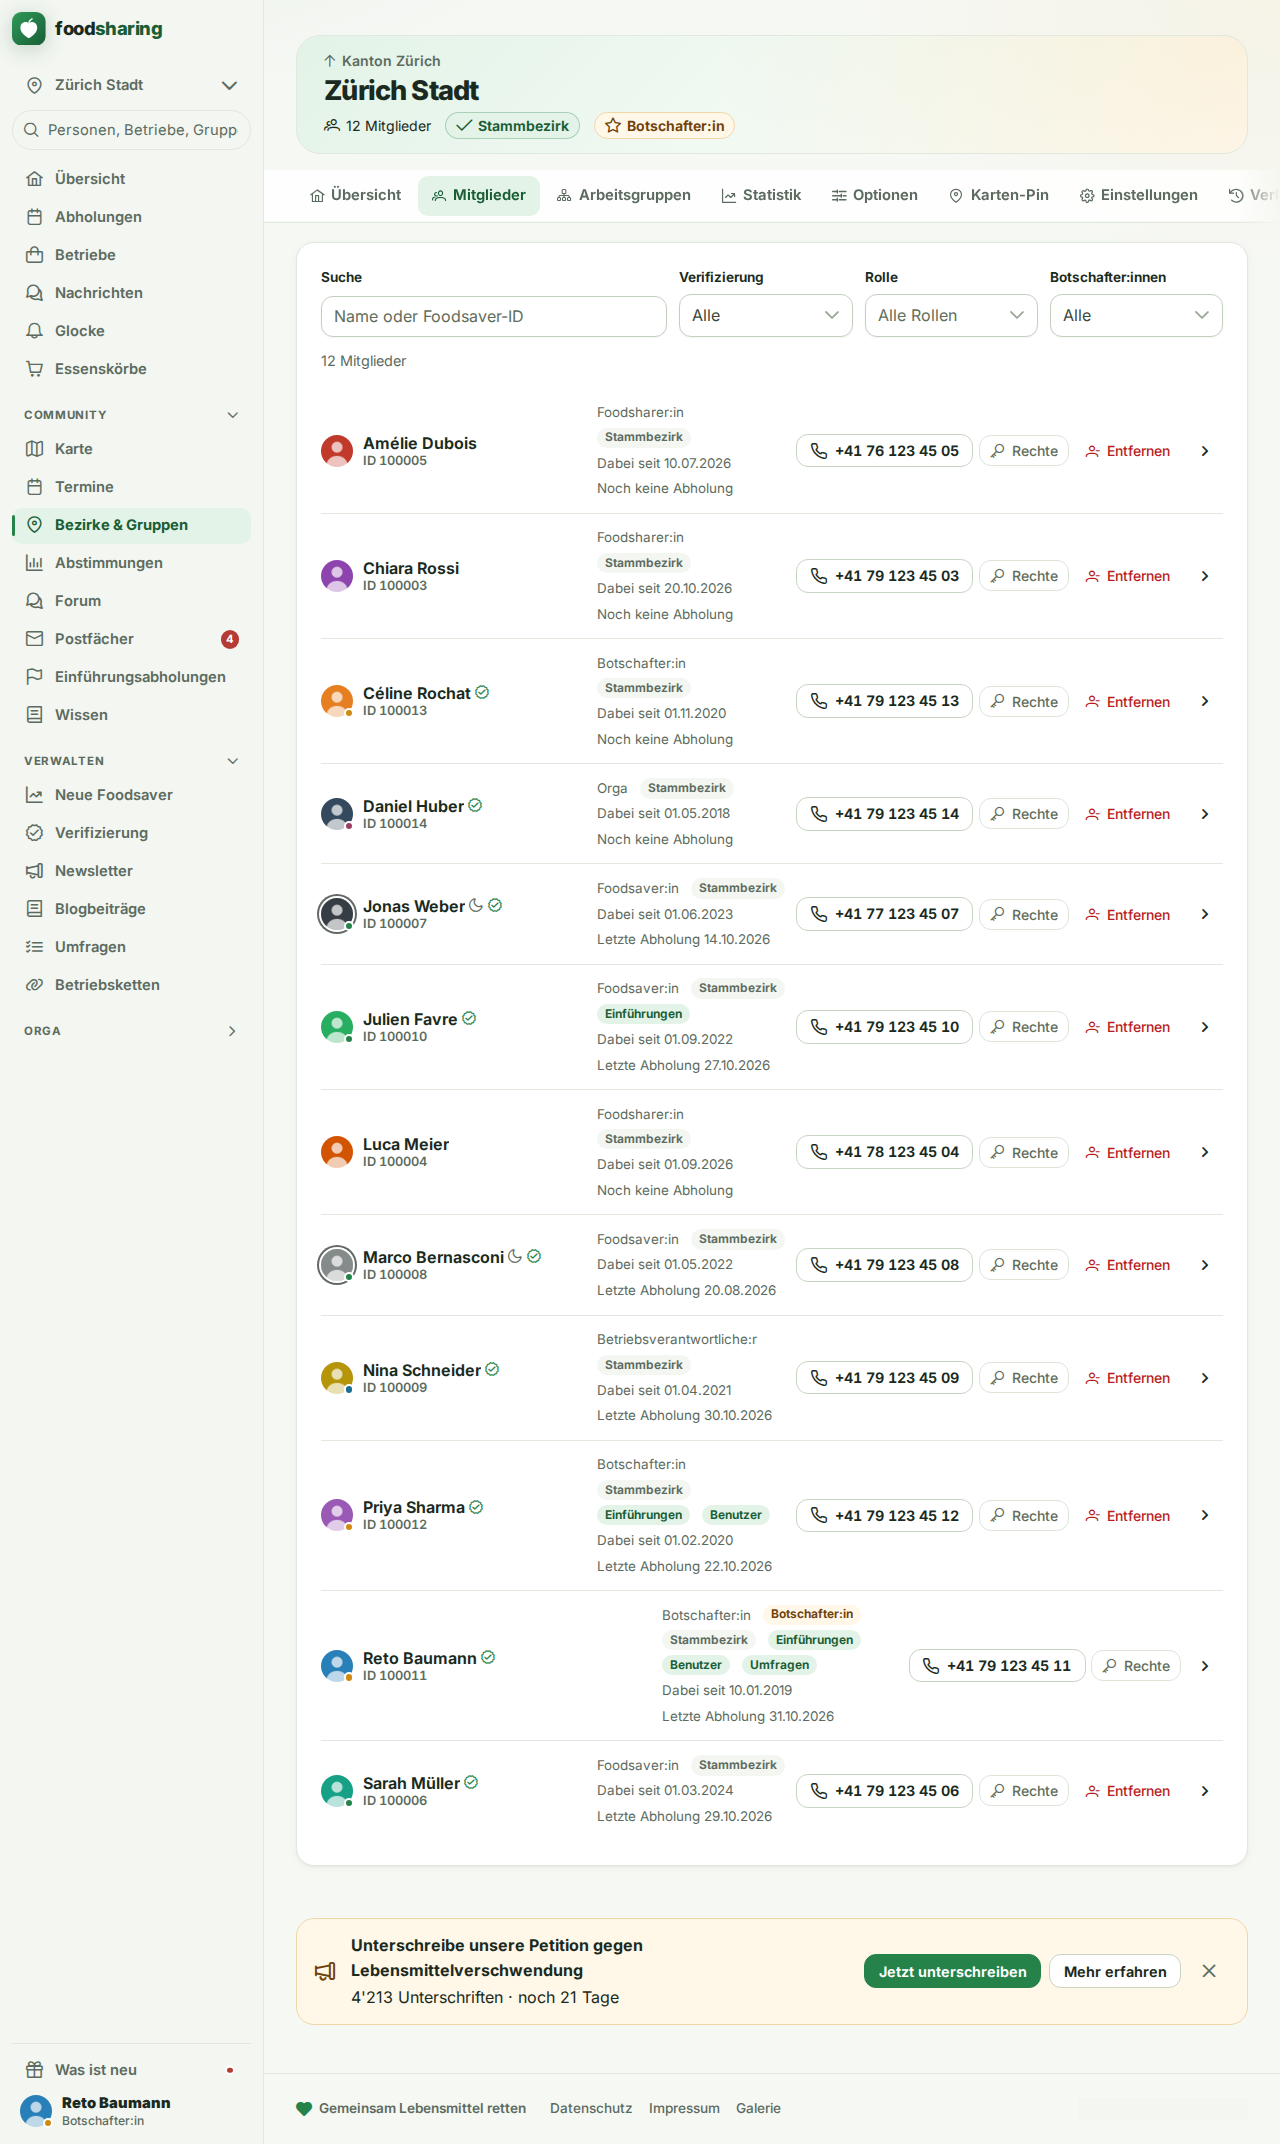 foodsharing
Zürich Stadt
Personen, Betriebe, Grupp
Übersicht
Abholungen
Betriebe
Nachrichten
Glocke
Essenskörbe
COMMUNITY
Karte
Termine
Bezirke & Gruppen
Abstimmungen
Forum
Postfächer 4
Einführungsabholungen
Wissen
VERWALTEN
Neue Foodsaver
Verifizierung
Newsletter
Blogbeiträge
Umfragen
Betriebsketten
ORGA
Was ist neu
Reto Baumann
Botschafter:in
Kanton Zürich
Zürich Stadt
12 Mitglieder Stammbezirk Botschafter:in
Übersicht Mitglieder Arbeitsgruppen Statistik Optionen Karten-Pin Einstellungen
Suche Verifizierung Rolle Botschafter:innen
Name oder Foodsaver-ID Alle Alle Rollen Alle
12 Mitglieder
Amélie Dubois
ID 100005
Foodsharer:in
Stammbezirk
Dabei seit 10.07.2026
Noch keine Abholung
+41 76 123 45 05 Rechte Entfernen
Chiara Rossi
ID 100003
Foodsharer:in
Stammbezirk
Dabei seit 20.10.2026
Noch keine Abholung
+41 79 123 45 03 Rechte Entfernen
Céline Rochat
ID 100013
Botschafter:in
Stammbezirk
Dabei seit 01.11.2020
Noch keine Abholung
+41 79 123 45 13 Rechte Entfernen
Daniel Huber
ID 100014
Orga Stammbezirk
Dabei seit 01.05.2018
Noch keine Abholung
+41 79 123 45 14 Rechte Entfernen
Jonas Weber
ID 100007
Foodsaver:in Stammbezirk
Dabei seit 01.06.2023
Letzte Abholung 14.10.2026
+41 77 123 45 07 Rechte Entfernen
Julien Favre
ID 100010
Foodsaver:in Stammbezirk
Einführungen
Dabei seit 01.09.2022
Letzte Abholung 27.10.2026
+41 79 123 45 10 Rechte Entfernen
Luca Meier
ID 100004
Foodsharer:in
Stammbezirk
Dabei seit 01.09.2026
Noch keine Abholung
+41 78 123 45 04 Rechte Entfernen
Marco Bernasconi
ID 100008
Foodsaver:in Stammbezirk
Dabei seit 01.05.2022
Letzte Abholung 20.08.2026
+41 79 123 45 08 Rechte Entfernen
Nina Schneider
ID 100009
Betriebsverantwortliche:r
Stammbezirk
Dabei seit 01.04.2021
Letzte Abholung 30.10.2026
+41 79 123 45 09 Rechte Entfernen
Priya Sharma
ID 100012
Botschafter:in
Stammbezirk
Einführungen Benutzer
Dabei seit 01.02.2020
Letzte Abholung 22.10.2026
+41 79 123 45 12 Rechte Entfernen
Reto Baumann
ID 100011
Botschafter:in Botschafter:in
Stammbezirk Einführungen
Benutzer Umfragen
Dabei seit 10.01.2019
Letzte Abholung 31.10.2026
+41 79 123 45 11 Rechte
Sarah Müller
ID 100006
Foodsaver:in Stammbezirk
Dabei seit 01.03.2024
Letzte Abholung 29.10.2026
+41 79 123 45 06 Rechte Entfernen
Unterschreibe unsere Petition gegen
Lebensmittelverschwendung
4'213 Unterschriften · noch 21 Tage
Jetzt unterschreiben Mehr erfahren
Gemeinsam Lebensmittel retten Datenschutz Impressum Galerie